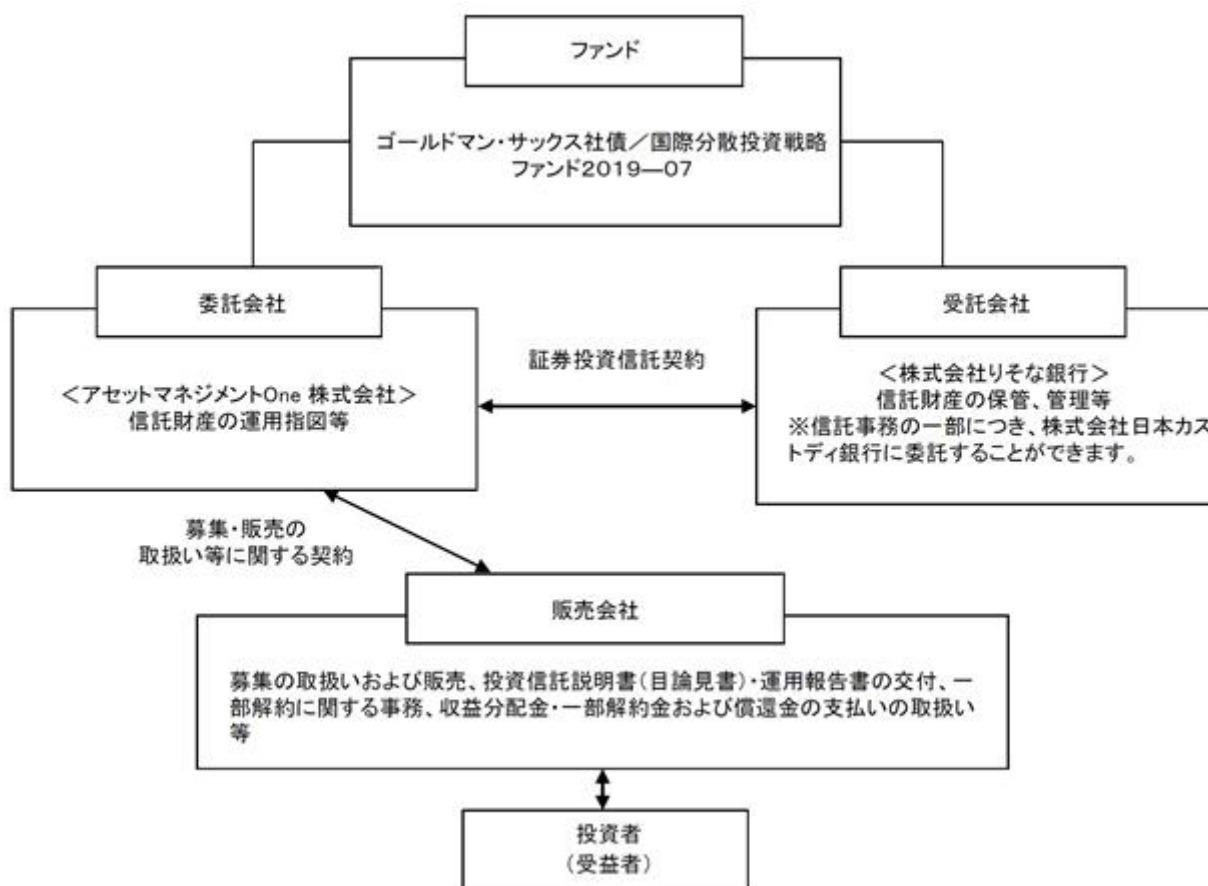 ファンド
ゴールドマン・サックス社債／国際分散投資戦略
ファンド2019―07
委託会社
受託会社
証券投資信託契約
＜アセットマネジメントOne 株式会社＞
信託財産の運用指図等
＜株式会社りそな銀行＞
信託財産の保管、管理等
※信託事務の一部につき、株式会社日本カス
トディ銀行に委託することができます。
募集・販売の
取扱い等に関する契約
販売会社
募集の取扱いおよび販売、投資信託説明書（目論見書）・運用報告書の交付、一
部解約に関する事務、収益分配金・一部解約金および償還金の支払いの取扱い
等
投資者
（受益者）